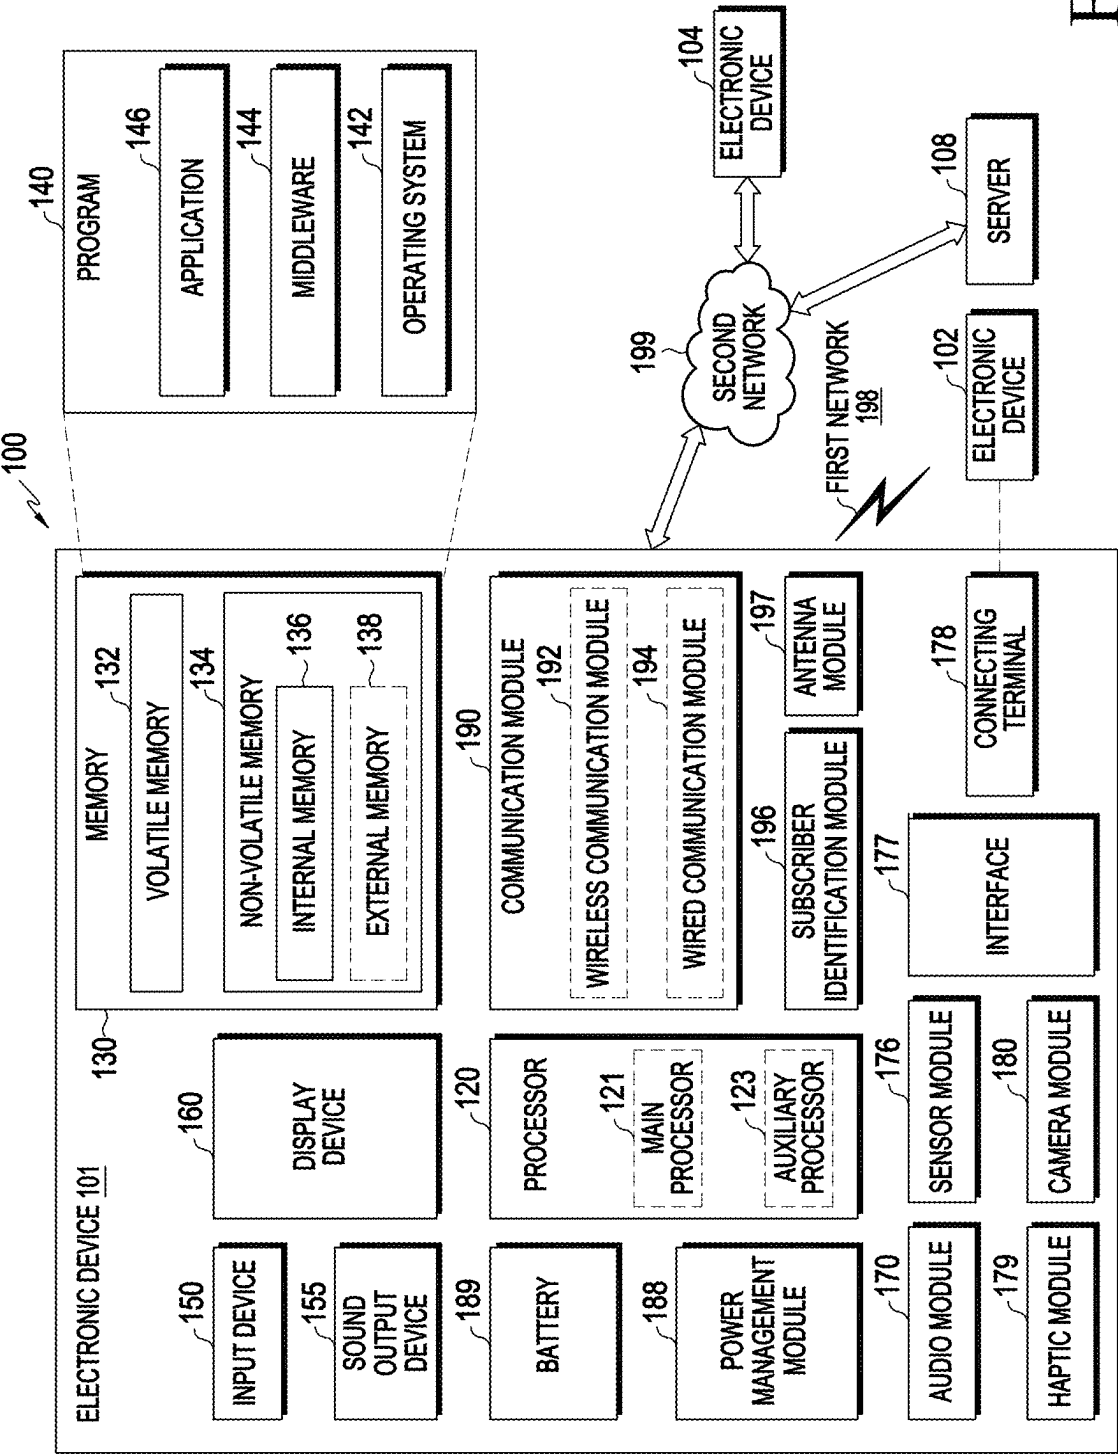 100
ELECTRONIC DEVICE 101
INPUT DEVICE
150
SOUND
OUTPUT
DEVICE
155
BATTERY
189
POWER
MANAGEMENT
MODULE
188
AUDIO MODULE
170
HAPTIC MODULE
179
DISPLAY
DEVICE
160
PROCESSOR
120
MAIN
PROCESSOR
121
AUXILIARY
PROCESSOR
123
SENSOR MODULE
176
CAMERA MODULE
180
130
MEMORY
VOLATILE MEMORY
132
NON-VOLATILE MEMORY
134
INTERNAL MEMORY
136
EXTERNAL MEMORY
138
COMMUNICATION MODULE
190
WIRELESS COMMUNICATION MODULE
192
WIRED COMMUNICATION MODULE
194
SUBSCRIBER
IDENTIFICATION MODULE
196
ANTENNA
MODULE
197
INTERFACE
177
CONNECTING
TERMINAL
178
PROGRAM
140
APPLICATION
146
MIDDLEWARE
144
OPERATING SYSTEM
142
SECOND
NETWORK
199
FIRST NETWORK
198
ELECTRONIC
DEVICE
104
SERVER
108
ELECTRONIC
DEVICE
102